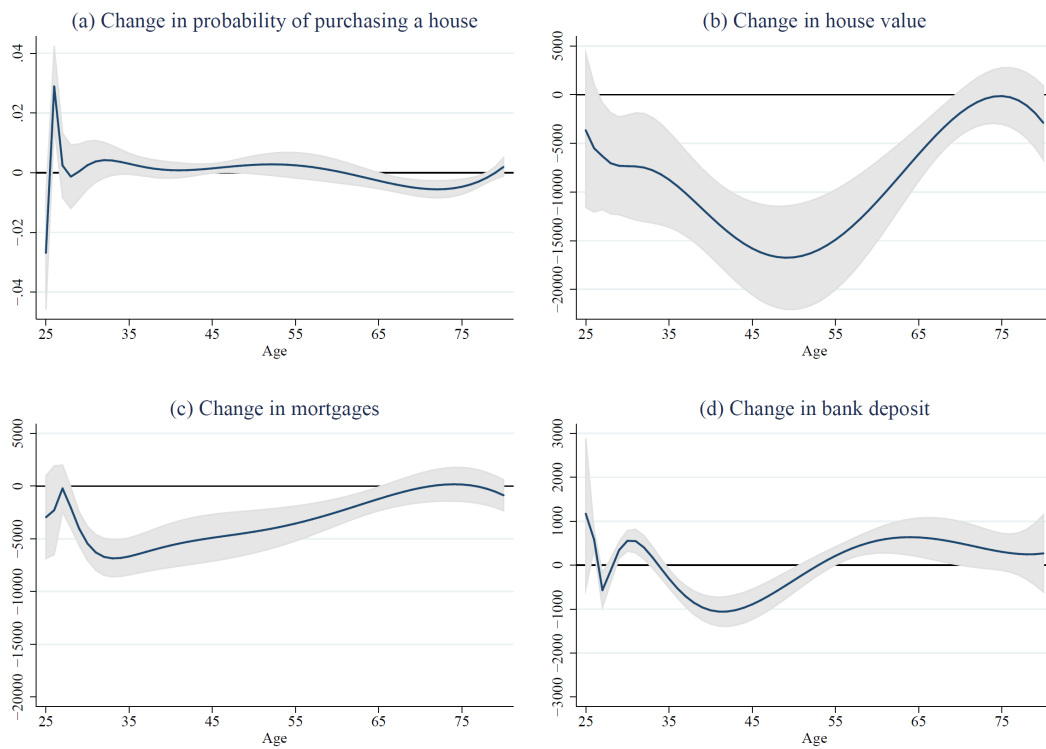 (a) Change in probability of purchasing a house
.04
.02
0
-.02
-.04
25 35 45 55 65 75
Age
(b) Change in house value
5000
0
-5000
-10000
-15000
-20000
25 35 45 55 65 75
Age
(c) Change in mortgages
5000
0
-5000
-10000
-15000
-20000
25 35 45 55 65 75
Age
(d) Change in bank deposit
3000
2000
1000
0
-1000
-2000
-3000
25 35 45 55 65 75
Age